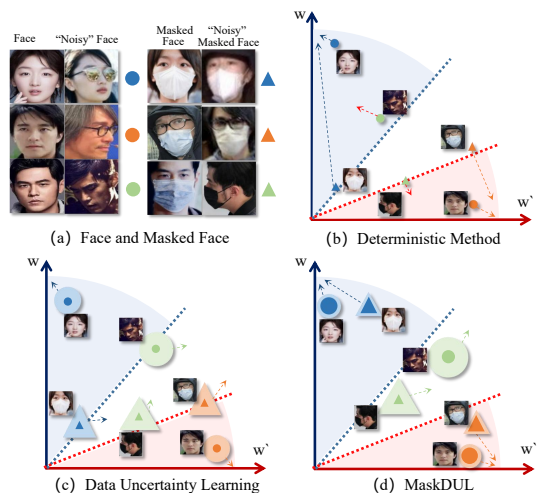 Face
"Noisy" Face
Masked
Face
"Noisy"
Masked Face
(a) Face and Masked Face
w
w`
(b) Deterministic Method
w
w`
(c) Data Uncertainty Learning
w
w`
(d) MaskDUL